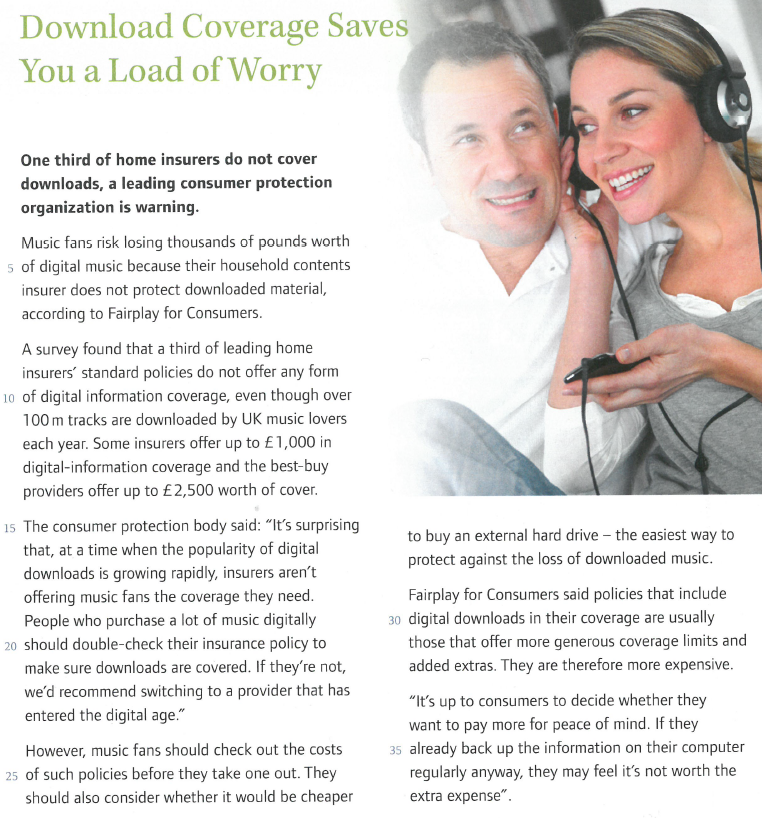 Download Coverage Saves
You a Load of Worry
One third of home insurers do not cover
downloads, a leading consumer protection
organization is warning.
Music fans risk losing thousands of pounds worth
5 of digital music because their household contents
insurer does not protect downloaded material,
according to Fairplay for Consumers.
A survey found that a third of leading home
insurers' standard policies do not offer any form
10 of digital information coverage, even though over
100 m tracks are downloaded by UK music lovers
each year. Some insurers offer up to £1,000 in
digital-information coverage and the best-buy
providers offer up to £2,500 worth of cover.
15 The consumer protection body said: "It's surprising
that, at a time when the popularity of digital
downloads is growing rapidly, insurers aren't
offering music fans the coverage they need.
People who purchase a lot of music digitally
20 should double-check their insurance policy to
make sure downloads are covered. If they're not,
we'd recommend switching to a provider that has
entered the digital age."
However, music fans should check out the costs
25 of such policies before they take one out. They
should also consider whether it would be cheaper
to buy an external hard drive – the easiest way to
protect against the loss of downloaded music.
Fairplay for Consumers said policies that include
30 digital downloads in their coverage are usually
those that offer more generous coverage limits and
added extras. They are therefore more expensive.
"It's up to consumers to decide whether they
want to pay more for peace of mind. If they
35 already back up the information on their computer
regularly anyway, they may feel it's not worth the
extra expense".